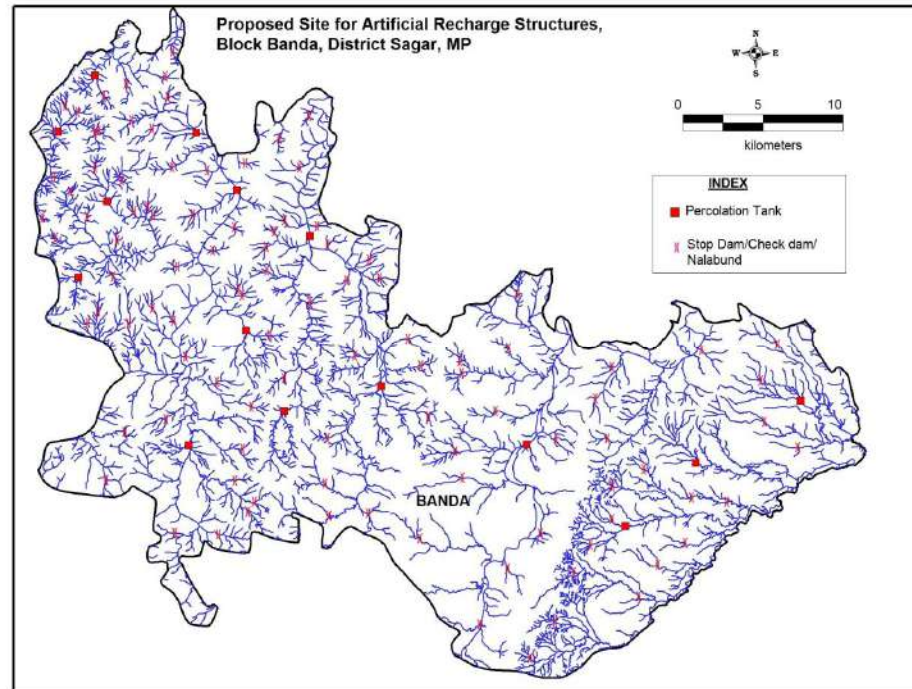 Proposed Site for Artificial Recharge Structures,
Block Banda, District Sagar, MP
N
W E
S
0 5 10
kilometers
INDEX
Percolation Tank
Stop Dam/Check dam/
Nalabund
BANDA